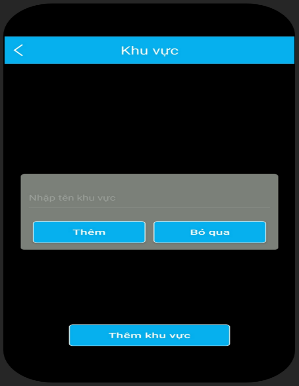 Khu vực
Nhập tên khu vực
Thêm
Bỏ qua
Thêm khu vực